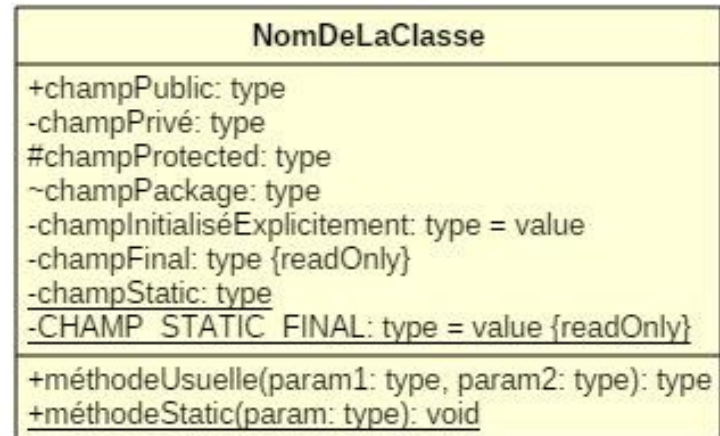 NomDeLaClasse
+champPublic: type
-champPrivé: type
#champProtected: type
~champPackage: type
-champInitialiséExplicitement: type = value
-champFinal: type {readOnly}
-champStatic: type
-CHAMP_STATIC_FINAL: type = value {readOnly}
+méthodeUsuelle(param1: type, param2: type): type
+méthodeStatic(param: type): void